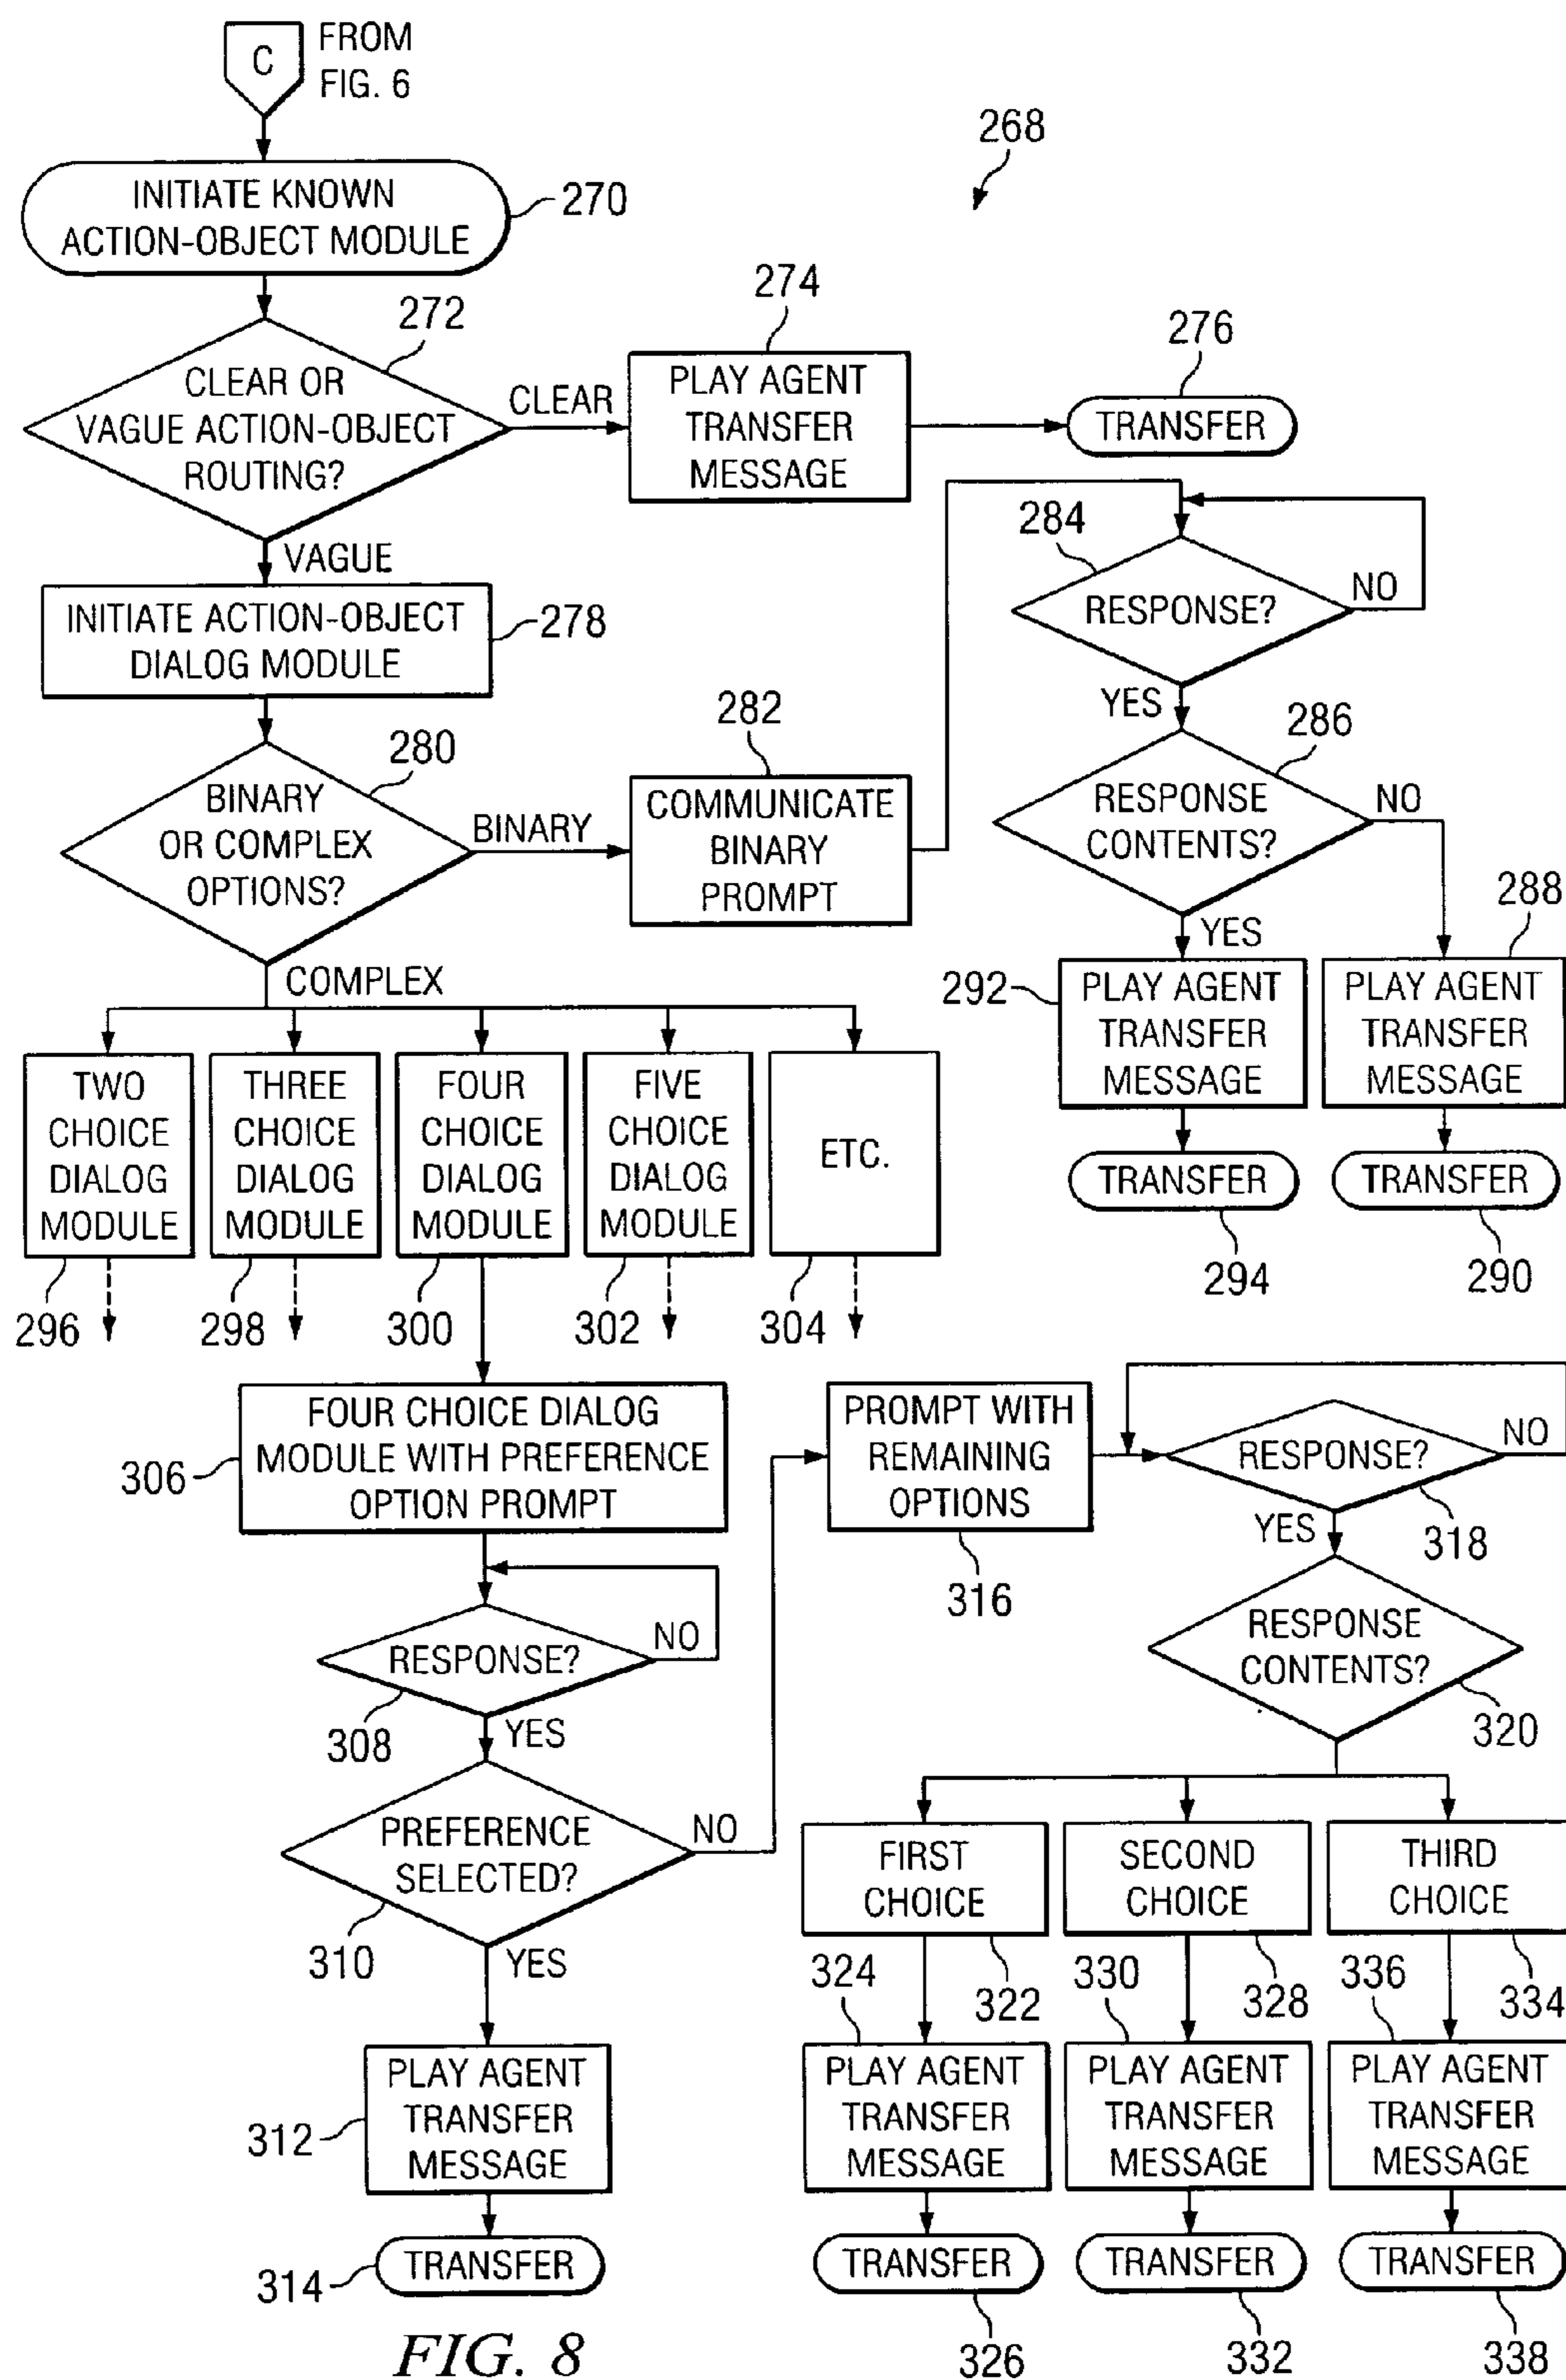 C
FROM
FIG. 6
268
INITIATE KNOWN
ACTION-OBJECT MODULE
270
272
CLEAR OR
VAGUE ACTION-OBJECT
ROUTING?
CLEAR
274
PLAY AGENT
TRANSFER
MESSAGE
276
TRANSFER
VAGUE
INITIATE ACTION-OBJECT
DIALOG MODULE
278
280
BINARY
OR COMPLEX
OPTIONS?
BINARY
282
COMMUNICATE
BINARY
PROMPT
284
RESPONSE?
NO
YES
286
RESPONSE
CONTENTS?
NO
288
YES
292
PLAY AGENT
TRANSFER
MESSAGE
PLAY AGENT
TRANSFER
MESSAGE
TRANSFER
TRANSFER
294
290
COMPLEX
TWO
CHOICE
DIALOG
MODULE
THREE
CHOICE
DIALOG
MODULE
FOUR
CHOICE
DIALOG
MODULE
FIVE
CHOICE
DIALOG
MODULE
ETC.
296
298
300
302
304
306
FOUR CHOICE DIALOG
MODULE WITH PREFERENCE
OPTION PROMPT
RESPONSE?
NO
308
YES
PREFERENCE
SELECTED?
NO
310
YES
312
PLAY AGENT
TRANSFER
MESSAGE
314
TRANSFER
PROMPT WITH
REMAINING
OPTIONS
316
RESPONSE?
NO
318
YES
RESPONSE
CONTENTS?
320
FIRST
CHOICE
SECOND
CHOICE
THIRD
CHOICE
324
322
330
328
336
334
PLAY AGENT
TRANSFER
MESSAGE
PLAY AGENT
TRANSFER
MESSAGE
PLAY AGENT
TRANSFER
MESSAGE
TRANSFER
TRANSFER
TRANSFER
326
332
338
FIG. 8